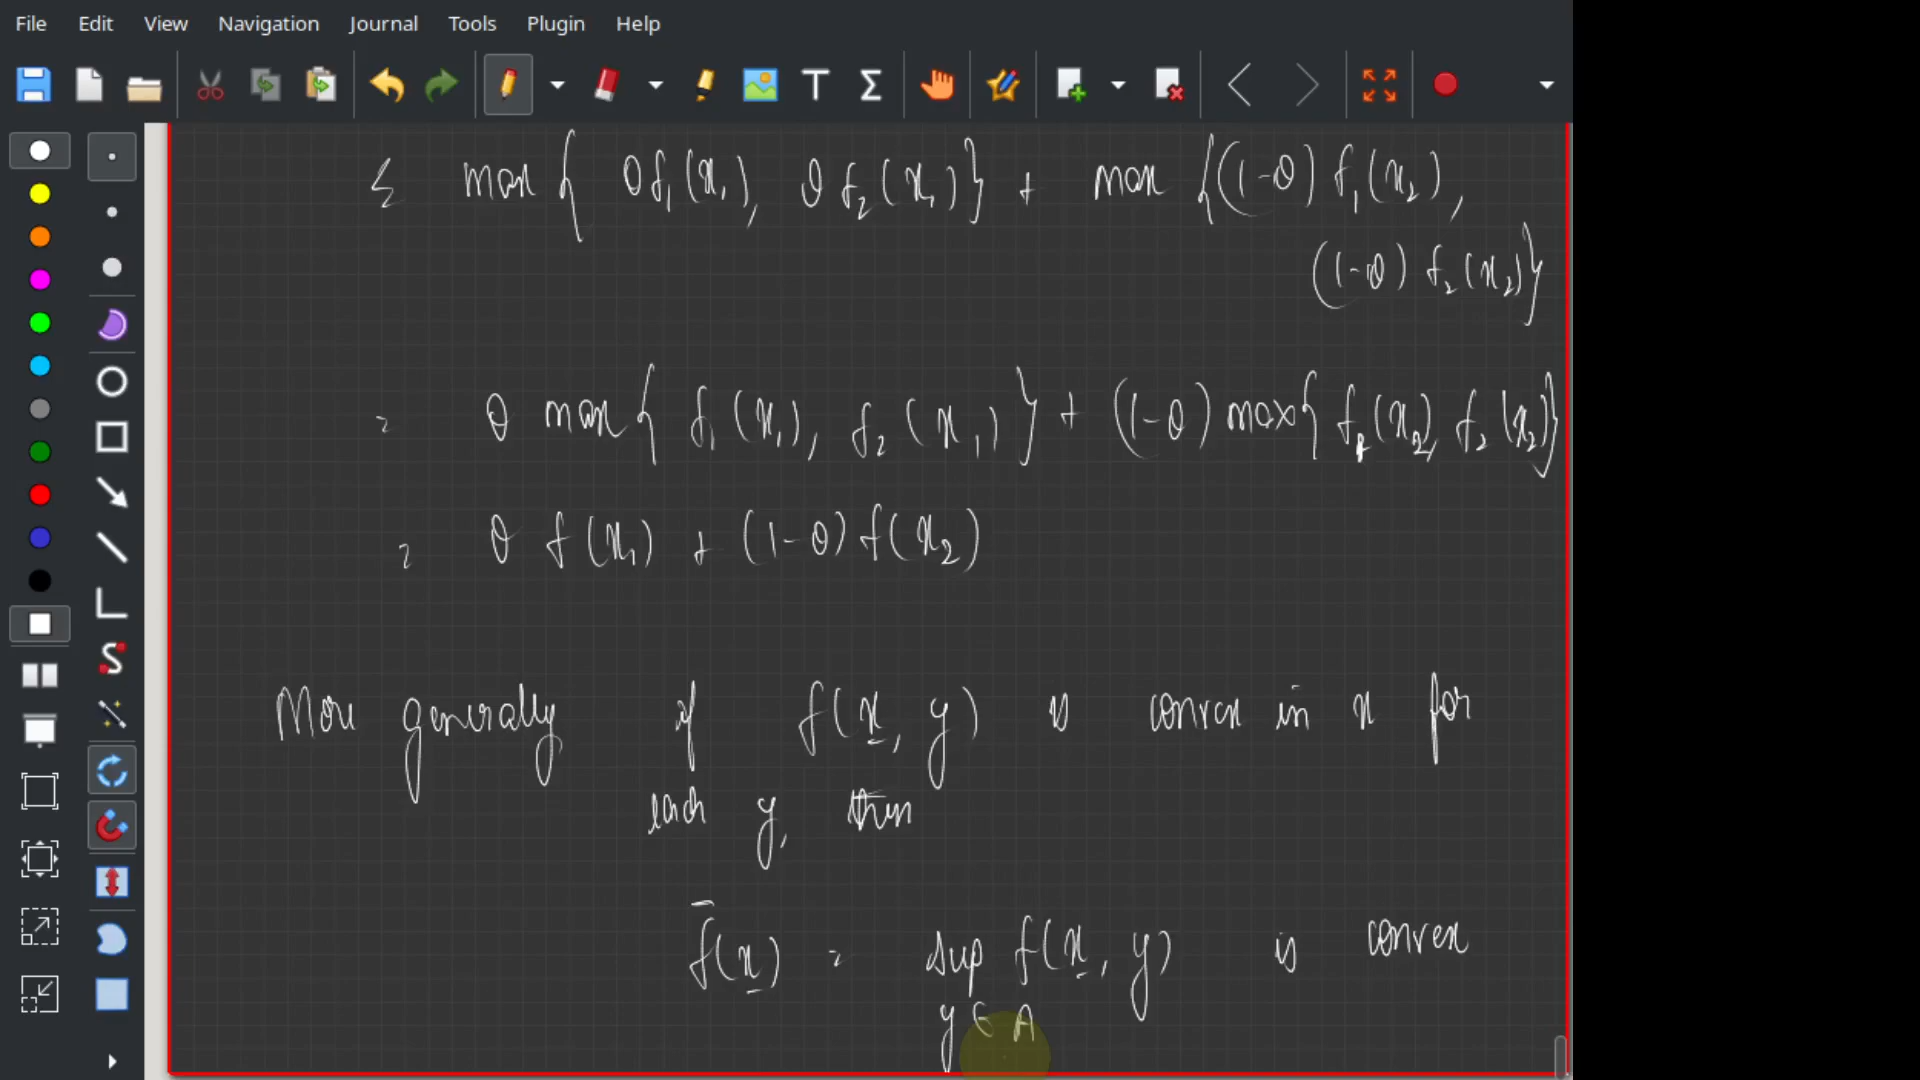 File Edit View Navigation Journal Tools Plugin Help
≤ max { θf₁(x₁), θf₂(x₁) } + max { (1-θ) f₁(x₂),
(1-θ) f₂(x₂) }
= θ max { f₁(x₁), f₂(x₁) } + (1-θ) max { f₁(x₂), f₂(x₂) }
= θ f(x₁) + (1-θ) f(x₂)
More generally if f(x̲, y) is convex in x for
each y, then
f̄(x̲) = sup f(x̲, y) is convex
y ∈ A